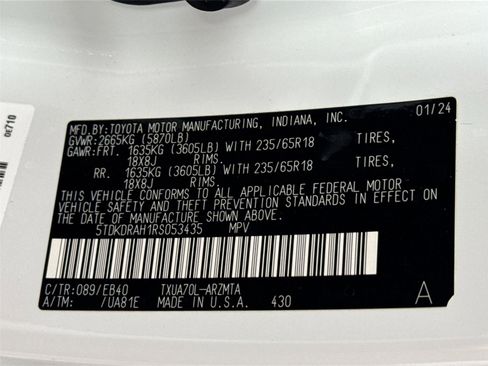 MFD.BY:TOYOTA MOTOR MANUFACTURING, INDIANA, INC. 01/24
GVWR:2665KG (5870LB)
GAWR:FRT. 1635KG (3605LB) WITH 235/65R18 TIRES,
18X8J RIMS.
RR. 1635KG (3605LB) WITH 235/65R18 TIRES,
18X8J RIMS.
THIS VEHICLE CONFORMS TO ALL APPLICABLE FEDERAL MOTOR
VEHICLE SAFETY AND THEFT PREVENTION STANDARDS IN EFFECT ON
THE DATE OF MANUFACTURE SHOWN ABOVE.
5TDKDRAH1RS053435 MPV
C/TR:089/EB40 TXUA70L-ARZMTA
A/TM: /UA81E MADE IN U.S.A. 430 A
0E710